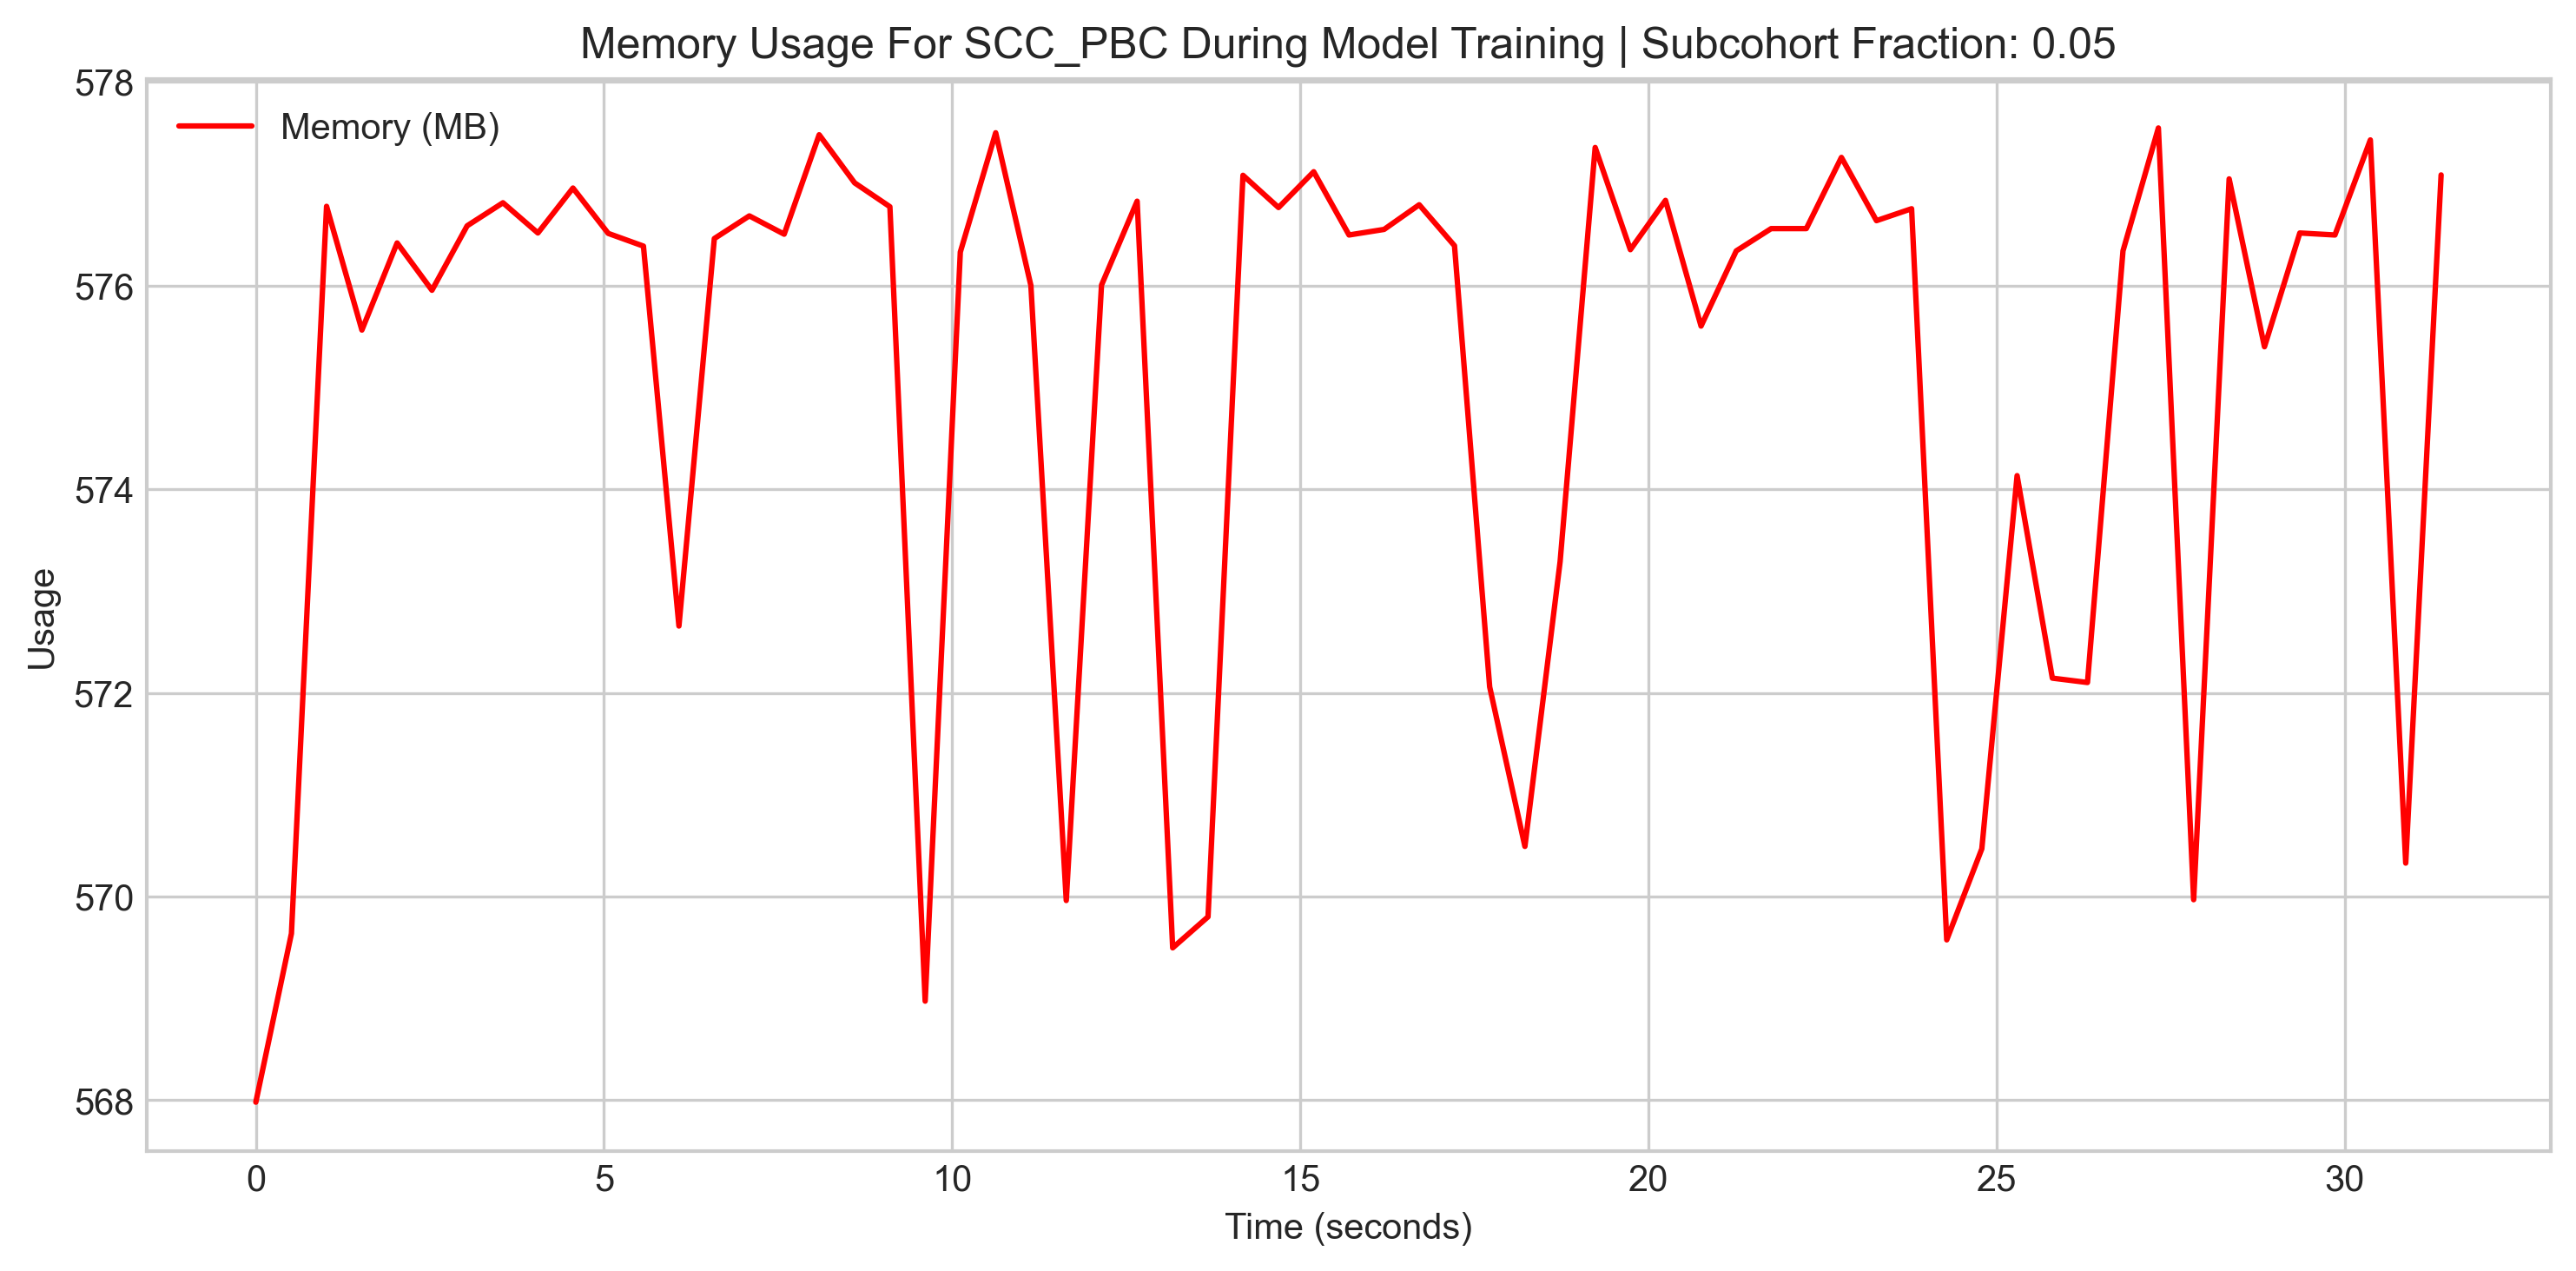 Memory Usage For SCC_PBC During Model Training | Subcohort Fraction: 0.05
Memory (MB)
Usage
578
576
574
572
570
568
0 5 10 15 20 25 30
Time (seconds)